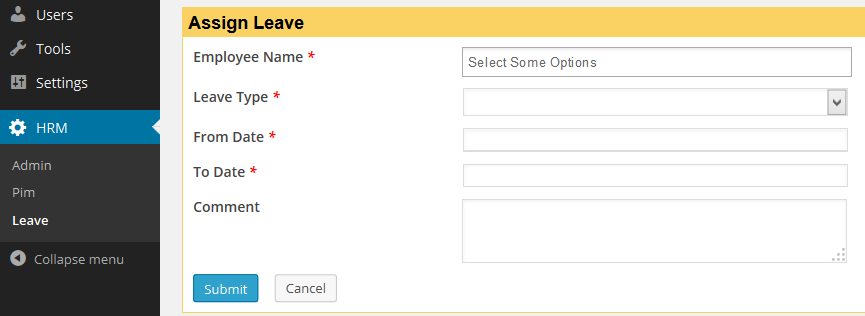 Users
Tools
Settings
HRM
Admin
Pim
Leave
Collapse menu
Assign Leave
Employee Name * Select Some Options
Leave Type *
From Date *
To Date *
Comment
Submit Cancel